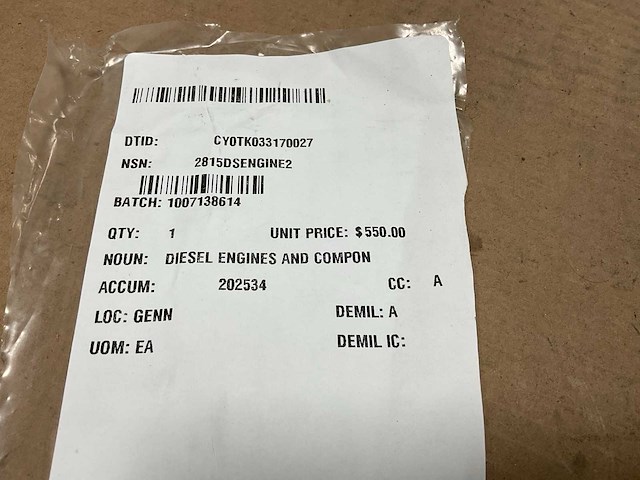 DTID: CY0TK033170027
NSN: 2815DSENGINE2
BATCH: 1007138614
QTY: 1 UNIT PRICE: $550.00
NOUN: DIESEL ENGINES AND COMPON
ACCUM: 202534 CC: A
LOC: GENN DEMIL: A
UOM: EA DEMIL IC: